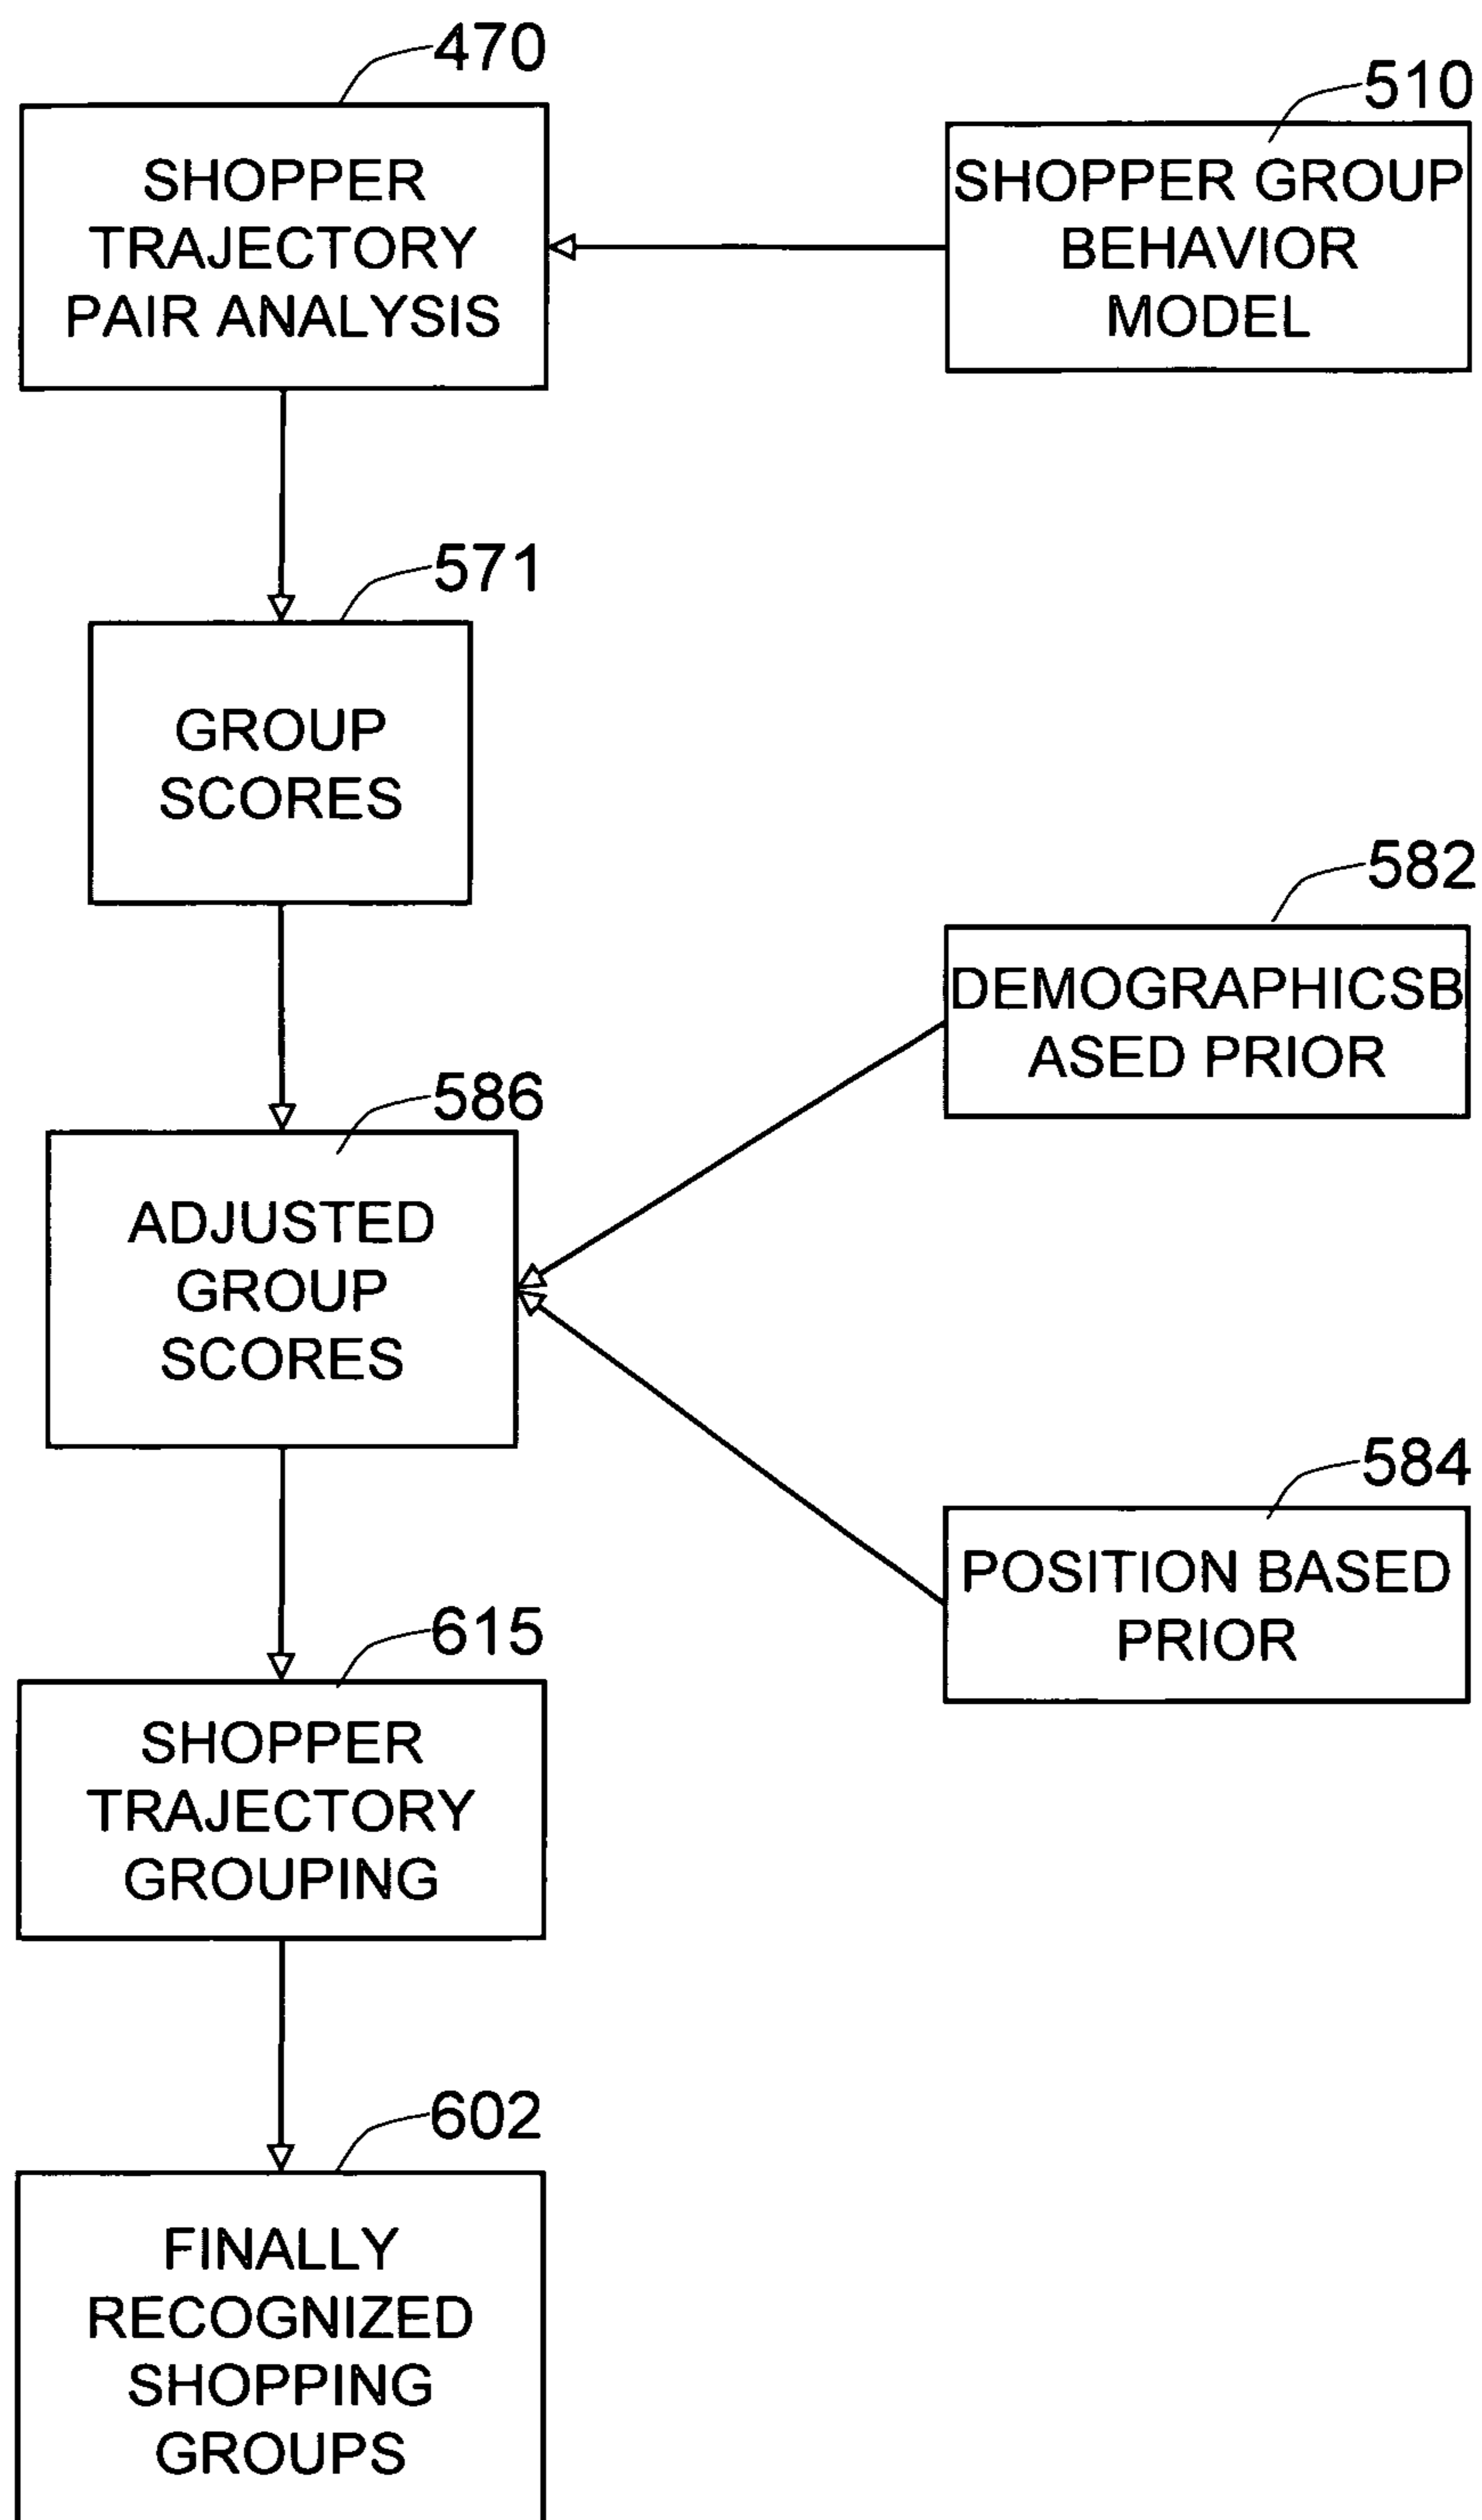 470
SHOPPER
TRAJECTORY
PAIR ANALYSIS
510
SHOPPER GROUP
BEHAVIOR
MODEL
571
GROUP
SCORES
582
DEMOGRAPHICSB
ASED PRIOR
586
ADJUSTED
GROUP
SCORES
584
POSITION BASED
PRIOR
615
SHOPPER
TRAJECTORY
GROUPING
602
FINALLY
RECOGNIZED
SHOPPING
GROUPS